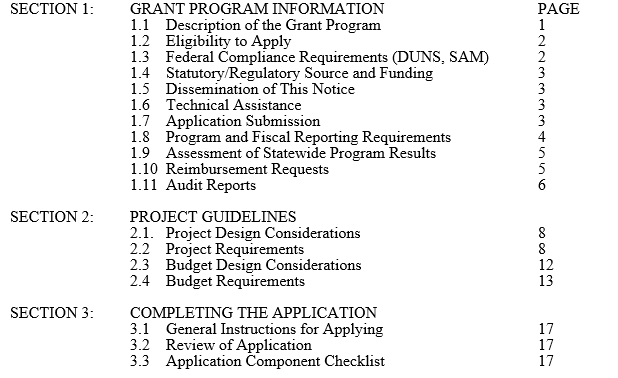 SECTION 1: GRANT PROGRAM INFORMATION PAGE
1.1 Description of the Grant Program 1
1.2 Eligibility to Apply 2
1.3 Federal Compliance Requirements (DUNS, SAM) 2
1.4 Statutory/Regulatory Source and Funding 3
1.5 Dissemination of This Notice 3
1.6 Technical Assistance 3
1.7 Application Submission 3
1.8 Program and Fiscal Reporting Requirements 4
1.9 Assessment of Statewide Program Results 5
1.10 Reimbursement Requests 5
1.11 Audit Reports 6
SECTION 2: PROJECT GUIDELINES
2.1. Project Design Considerations 8
2.2 Project Requirements 8
2.3 Budget Design Considerations 12
2.4 Budget Requirements 13
SECTION 3: COMPLETING THE APPLICATION
3.1 General Instructions for Applying 17
3.2 Review of Application 17
3.3 Application Component Checklist 17